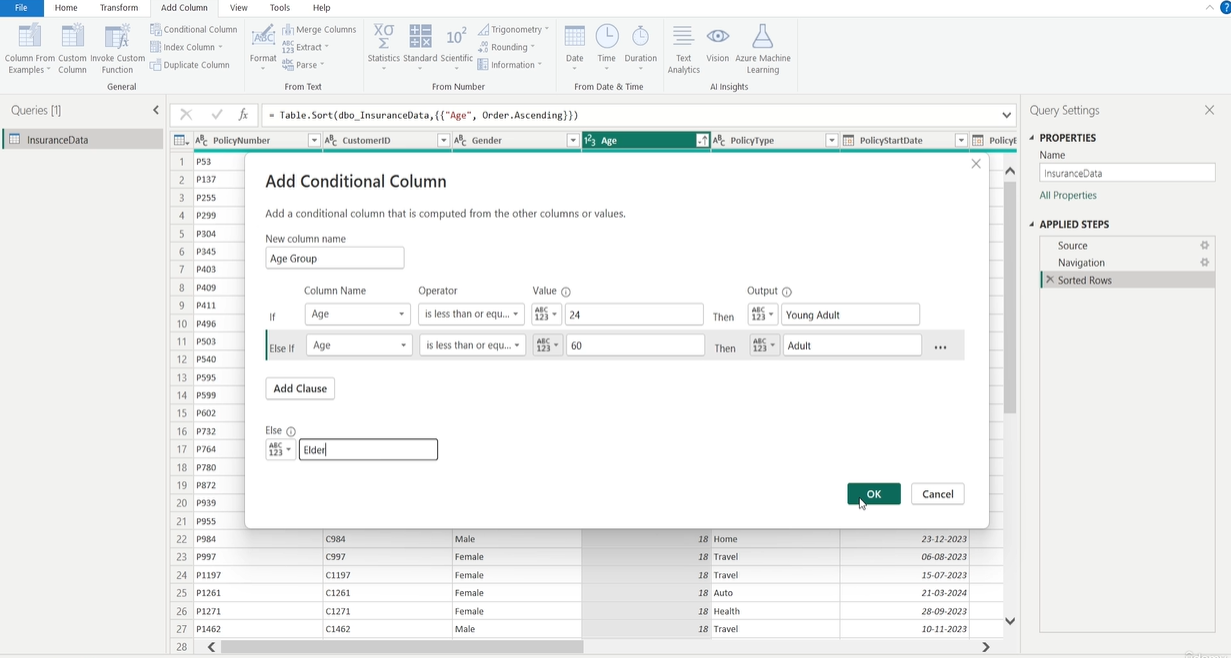 File Home Transform Add Column View Tools Help
Column From Examples
Custom Column
Invoke Custom Function
Conditional Column
Index Column
Duplicate Column
General
Format
Merge Columns
Extract
Parse
From Text
Statistics
Standard
Scientific
Trigonometry
Rounding
Information
From Number
Date
Time
Duration
From Date & Time
Text Analytics
Vision
Azure Machine Learning
AI Insights
Queries [1]
InsuranceData
= Table.Sort(dbo_InsuranceData,{{"Age", Order.Ascending}})
PolicyNumber CustomerID Gender Age PolicyType PolicyStartDate PolicyE
1 P53
2 P137
3 P255
4 P299
5 P304
6 P345
7 P403
8 P409
9 P411
10 P496
11 P503
12 P540
13 P595
14 P599
15 P602
16 P732
17 P764
18 P780
19 P872
20 P939
21 P955
22 P984 C984 Male 18 Home 23-12-2023
23 P997 C997 Female 18 Travel 06-08-2023
24 P1197 C1197 Female 18 Travel 15-07-2023
25 P1261 C1261 Female 18 Auto 21-03-2024
26 P1271 C1271 Female 18 Health 28-09-2023
27 P1462 C1462 Male 18 Travel 10-11-2023
28
Add Conditional Column
Add a conditional column that is computed from the other columns or values.
New column name
Age Group
Column Name Operator Value Output
If Age is less than or equ... ABC 123 24 Then ABC 123 Young Adult
Else If Age is less than or equ... ABC 123 60 Then ABC 123 Adult ...
Add Clause
Else
ABC 123 Elder
OK Cancel
Query Settings
PROPERTIES
Name
InsuranceData
All Properties
APPLIED STEPS
Source
Navigation
Sorted Rows